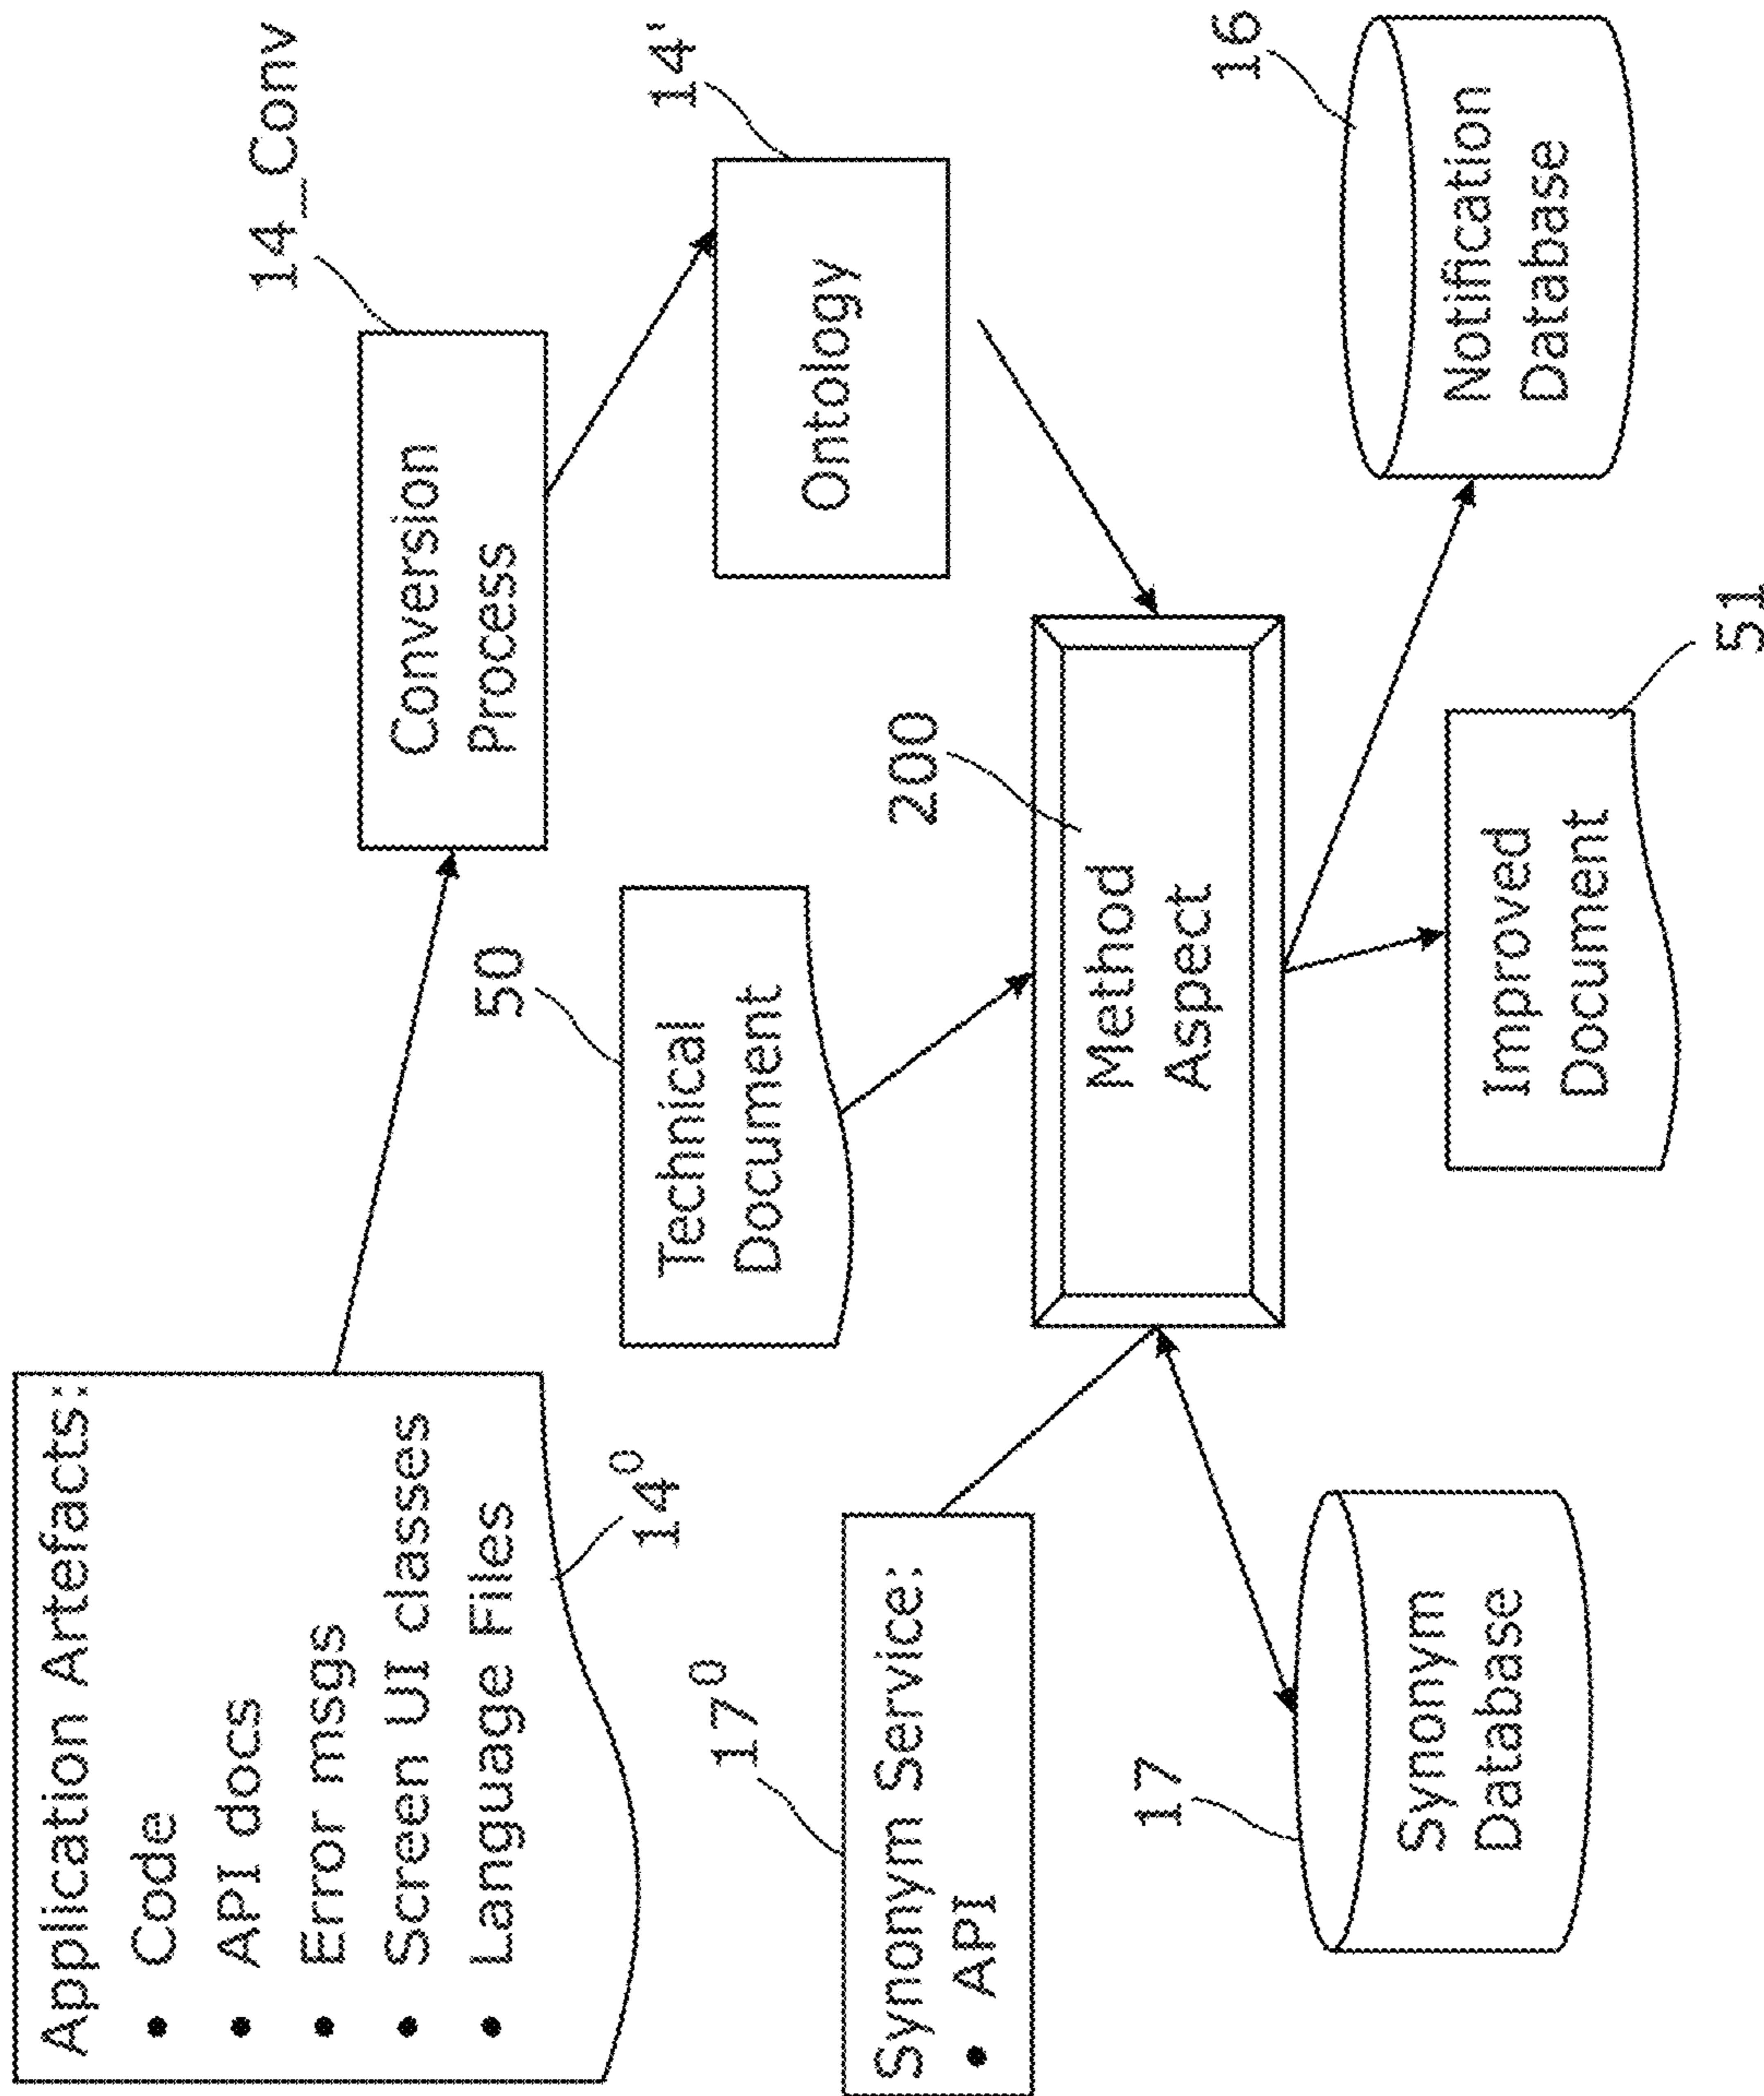 Application Artefacts:
• Code
• API docs
• Error msgs
• Screen UI classes
• Language Files
14⁰
14_Conv
Conversion
Process
14'
Ontology
50
Technical
Document
17⁰
Synonym Service:
• API
200
Method
Aspect
17
Synonym
Database
16
Notification
Database
Improved
Document
51